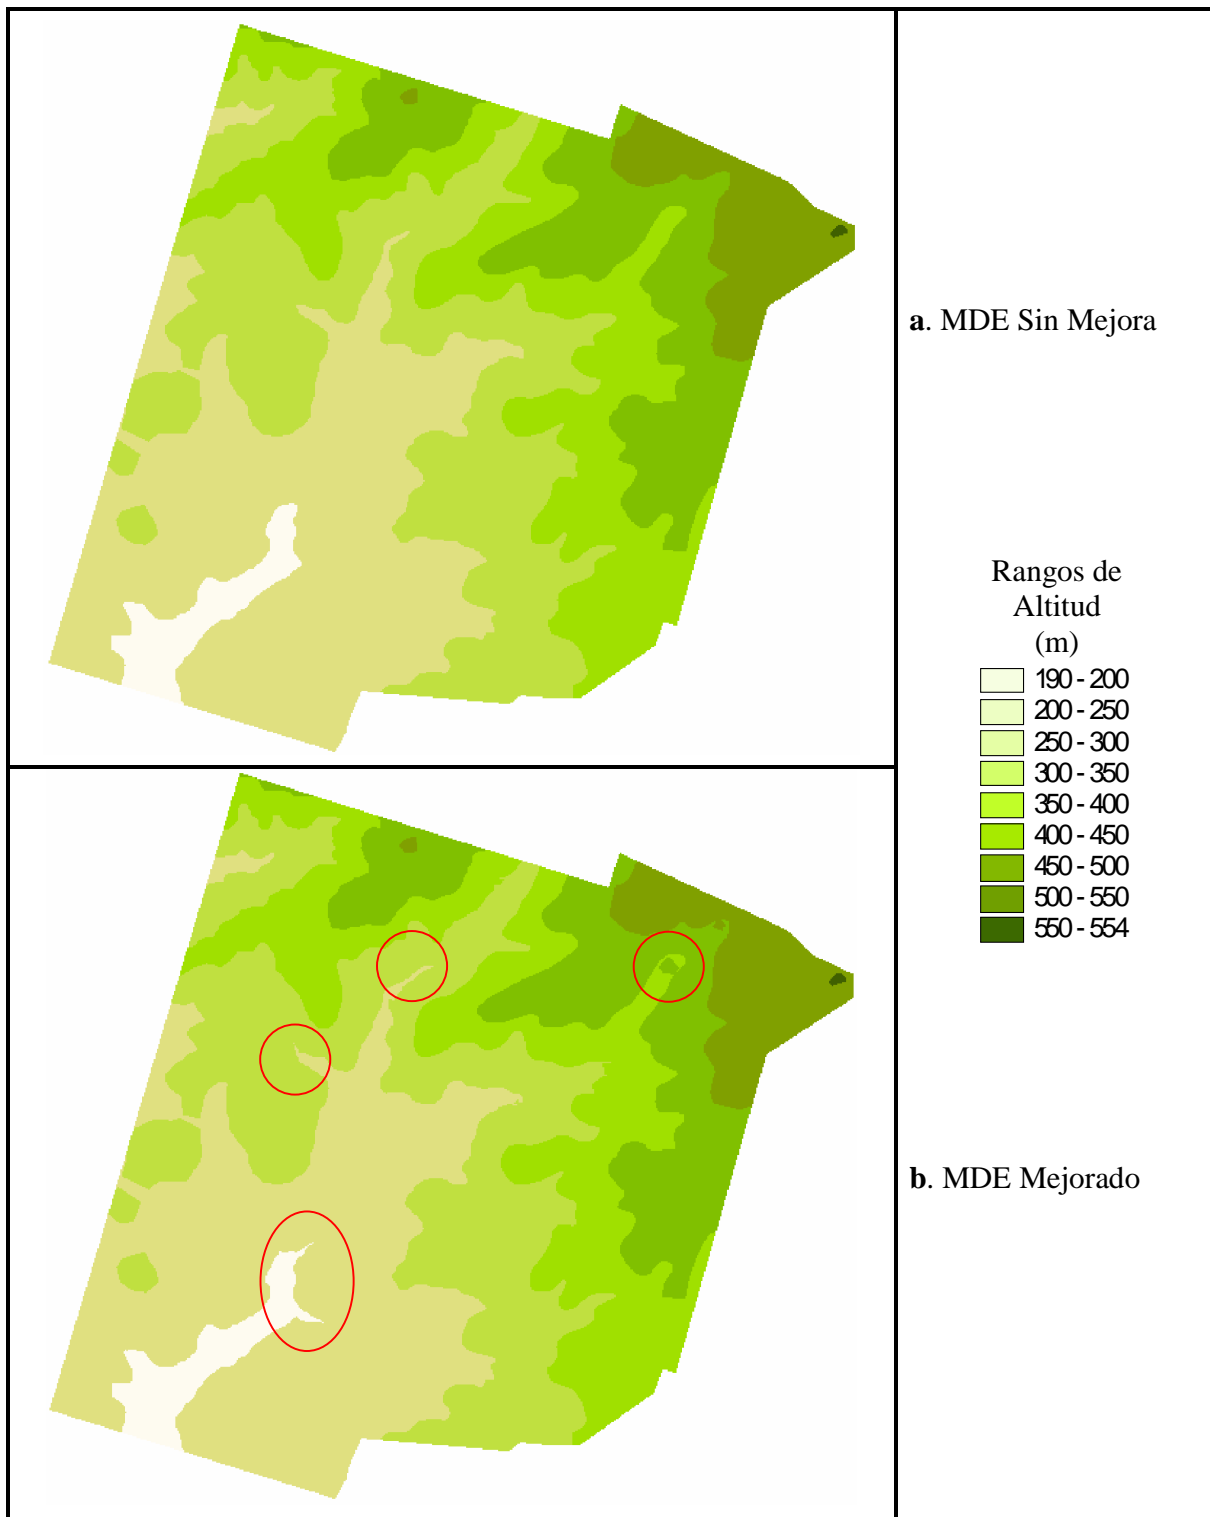 a. MDE Sin Mejora
Rangos de
Altitud
(m)
190 - 200
200 - 250
250 - 300
300 - 350
350 - 400
400 - 450
450 - 500
500 - 550
550 - 554
b. MDE Mejorado